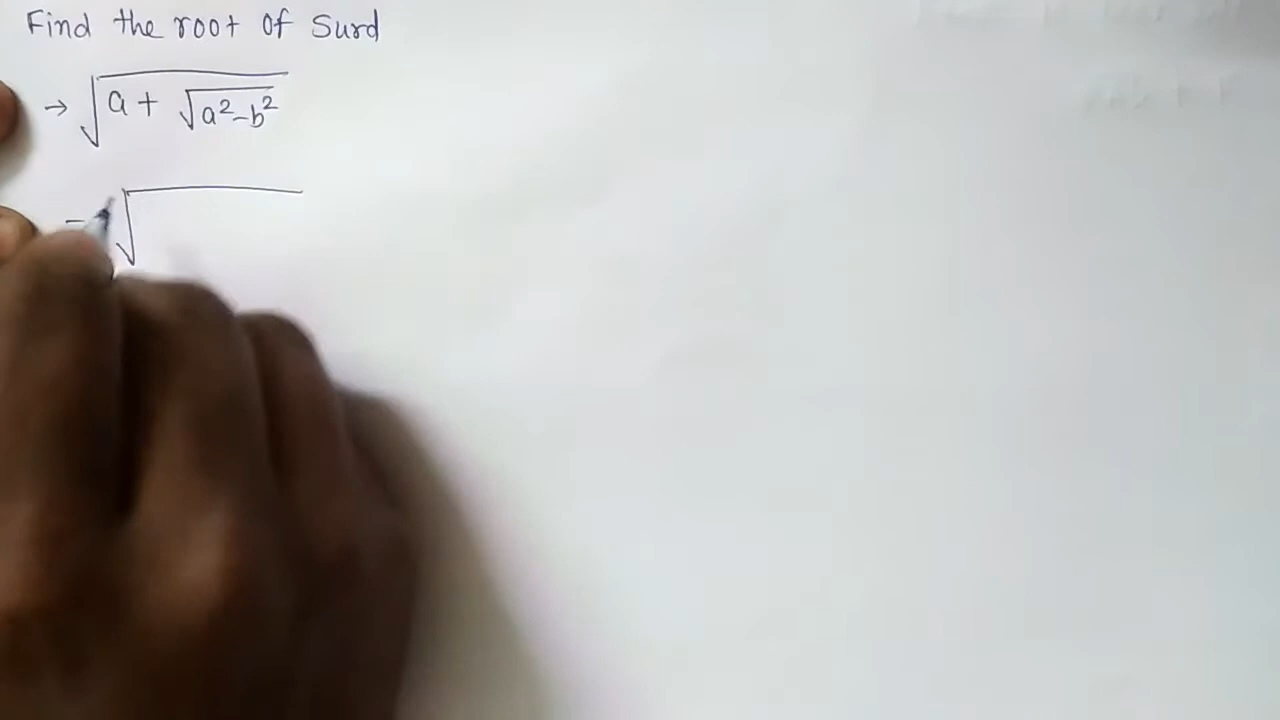 Find the root of Surd
→ √(a + √(a²-b²))
= √